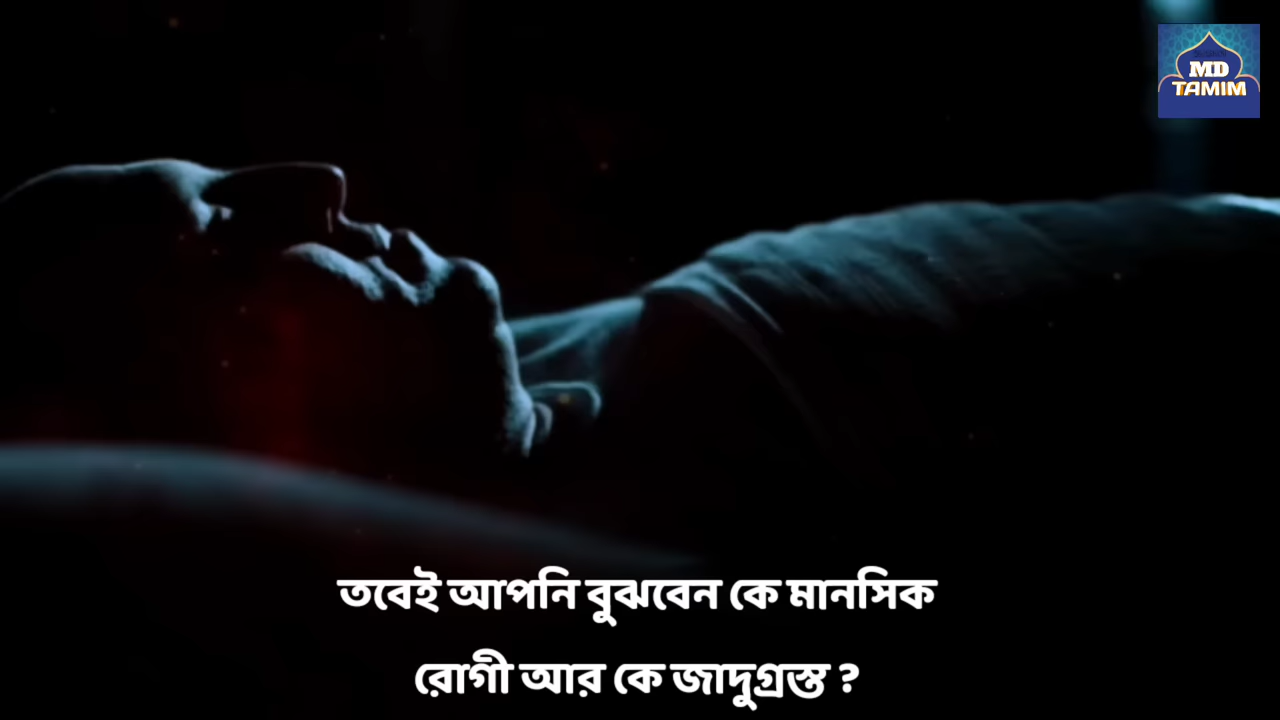 MD
TAMIM
তবেই আপনি বুঝবেন কে মানসিক
রোগী আর কে জাদুগ্রস্ত ?